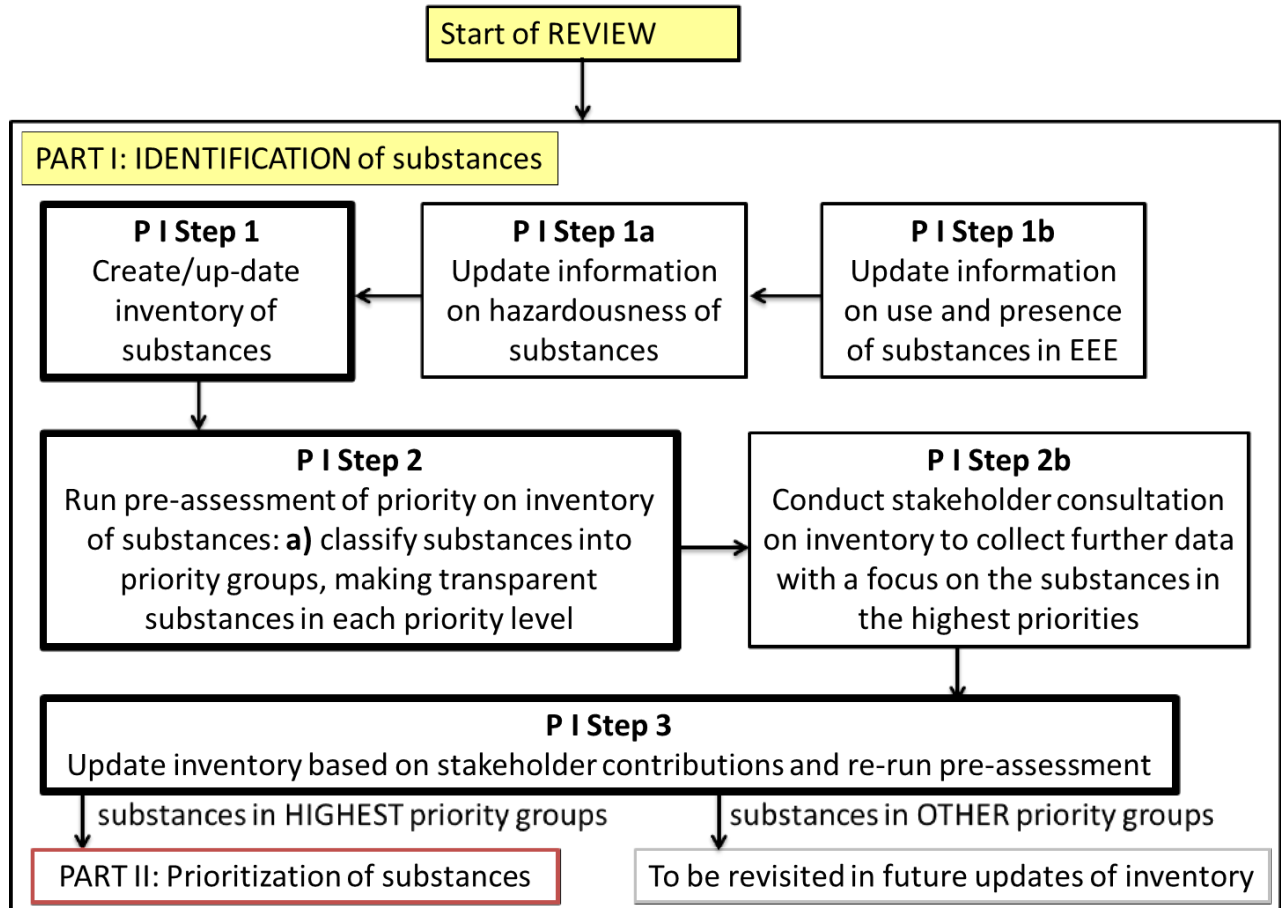 Start of REVIEW
PART I: IDENTIFICATION of substances
P I Step 1
Create/up-date
inventory of
substances
P I Step 1a
Update information
on hazardousness of
substances
P I Step 1b
Update information
on use and presence
of substances in EEE
P I Step 2
Run pre-assessment of priority on inventory
of substances: a) classify substances into
priority groups, making transparent
substances in each priority level
P I Step 2b
Conduct stakeholder consultation
on inventory to collect further data
with a focus on the substances in
the highest priorities
P I Step 3
Update inventory based on stakeholder contributions and re-run pre-assessment
substances in HIGHEST priority groups
substances in OTHER priority groups
PART II: Prioritization of substances
To be revisited in future updates of inventory